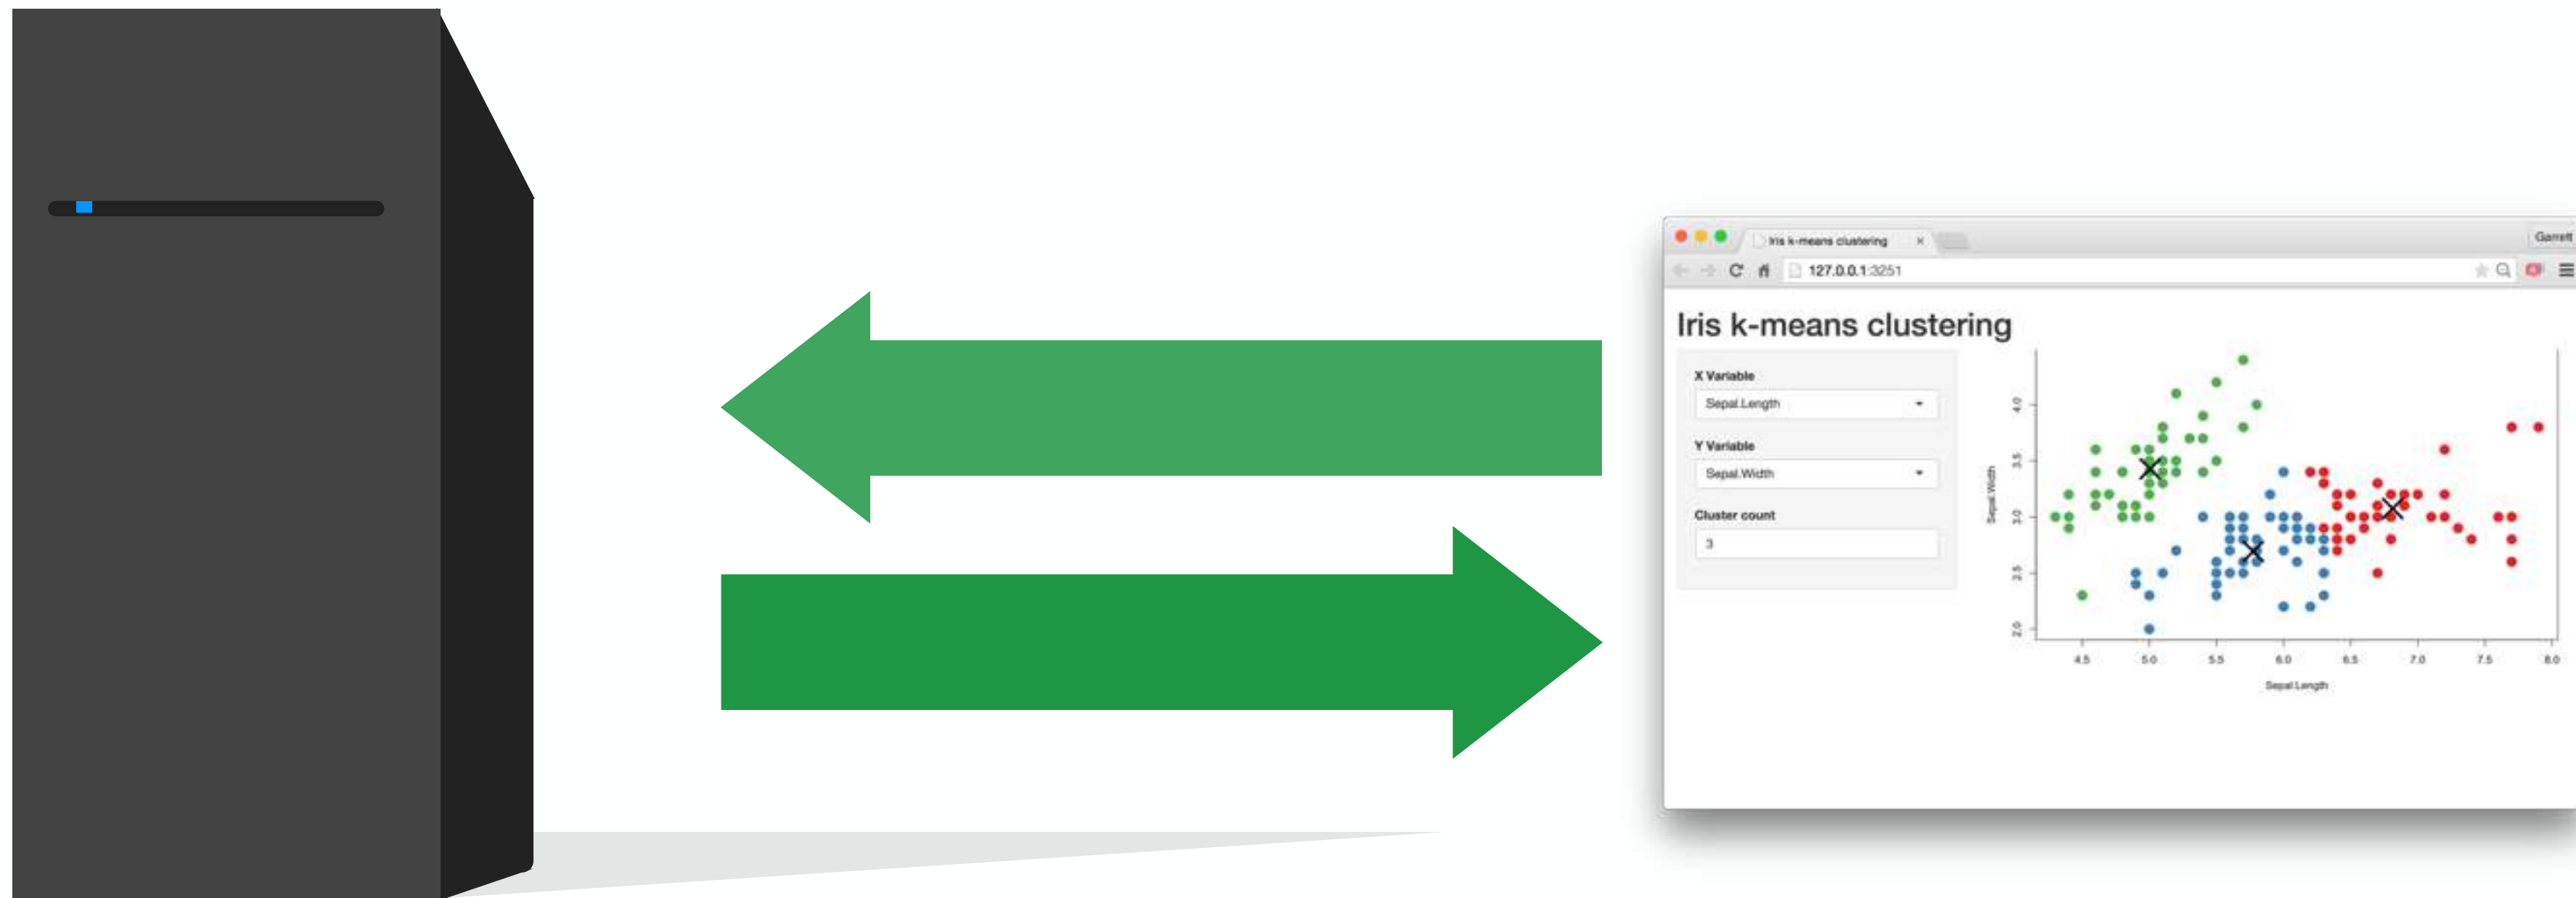 Iris k-means clustering
Garrett
127.0.0.1:3251
Iris k-means clustering
X Variable
Sepal.Length
Y Variable
Sepal.Width
Cluster count
3
Sepal.Width
4.0
3.5
3.0
2.5
2.0
4.5 5.0 5.5 6.0 6.5 7.0 7.5 8.0
Sepal.Length